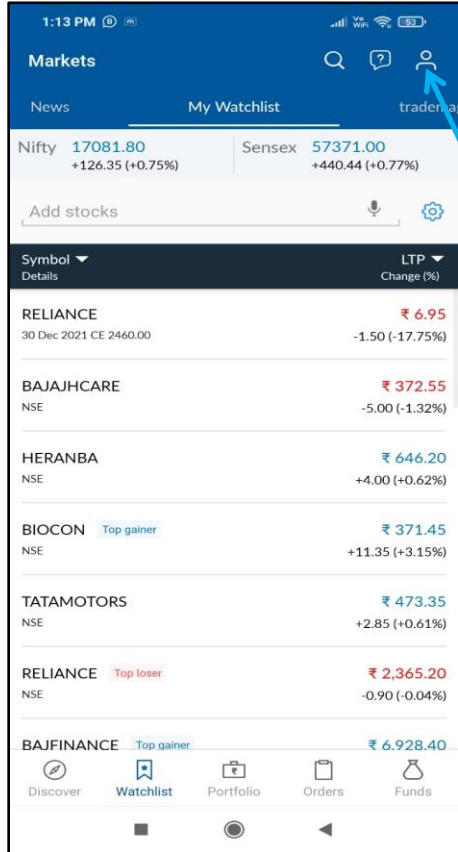 1:13 PM
Vo
WiFi
53
Markets
News My Watchlist
Nifty 17081.80 Sensex 57371.00
+126.35 (+0.75%) +440.44 (+0.77%)
Add stocks
Symbol LTP
Details Change (%)
RELIANCE ₹ 6.95
30 Dec 2021 CE 2460.00 -1.50 (-17.75%)
BAJAJHCARE ₹ 372.55
NSE -5.00 (-1.32%)
HERANBA ₹ 646.20
NSE +4.00 (+0.62%)
BIOCON Top gainer ₹ 371.45
NSE +11.35 (+3.15%)
TATAMOTORS ₹ 473.35
NSE +2.85 (+0.61%)
RELIANCE Top loser ₹ 2,365.20
NSE -0.90 (-0.04%)
BAJFINANCE Top gainer ₹ 6,928.40
Discover Watchlist Portfolio Orders Funds